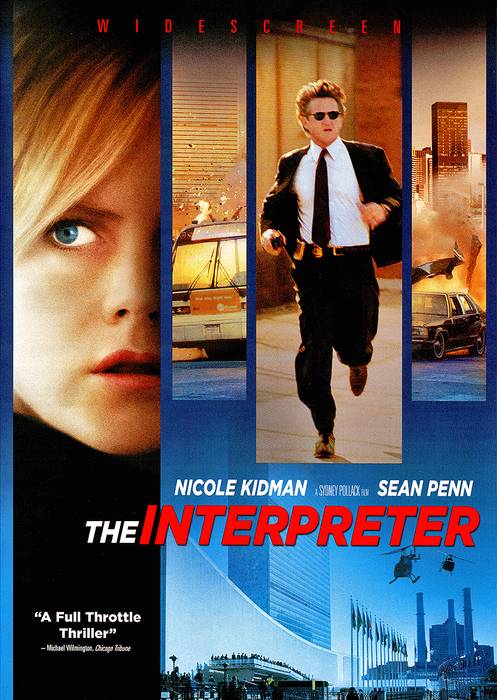 WIDESCREEN
NICOLE KIDMAN A SYDNEY POLLACK FILM SEAN PENN
THE INTERPRETER
“A Full Throttle
Thriller”
– Michael Wilmington, Chicago Tribune